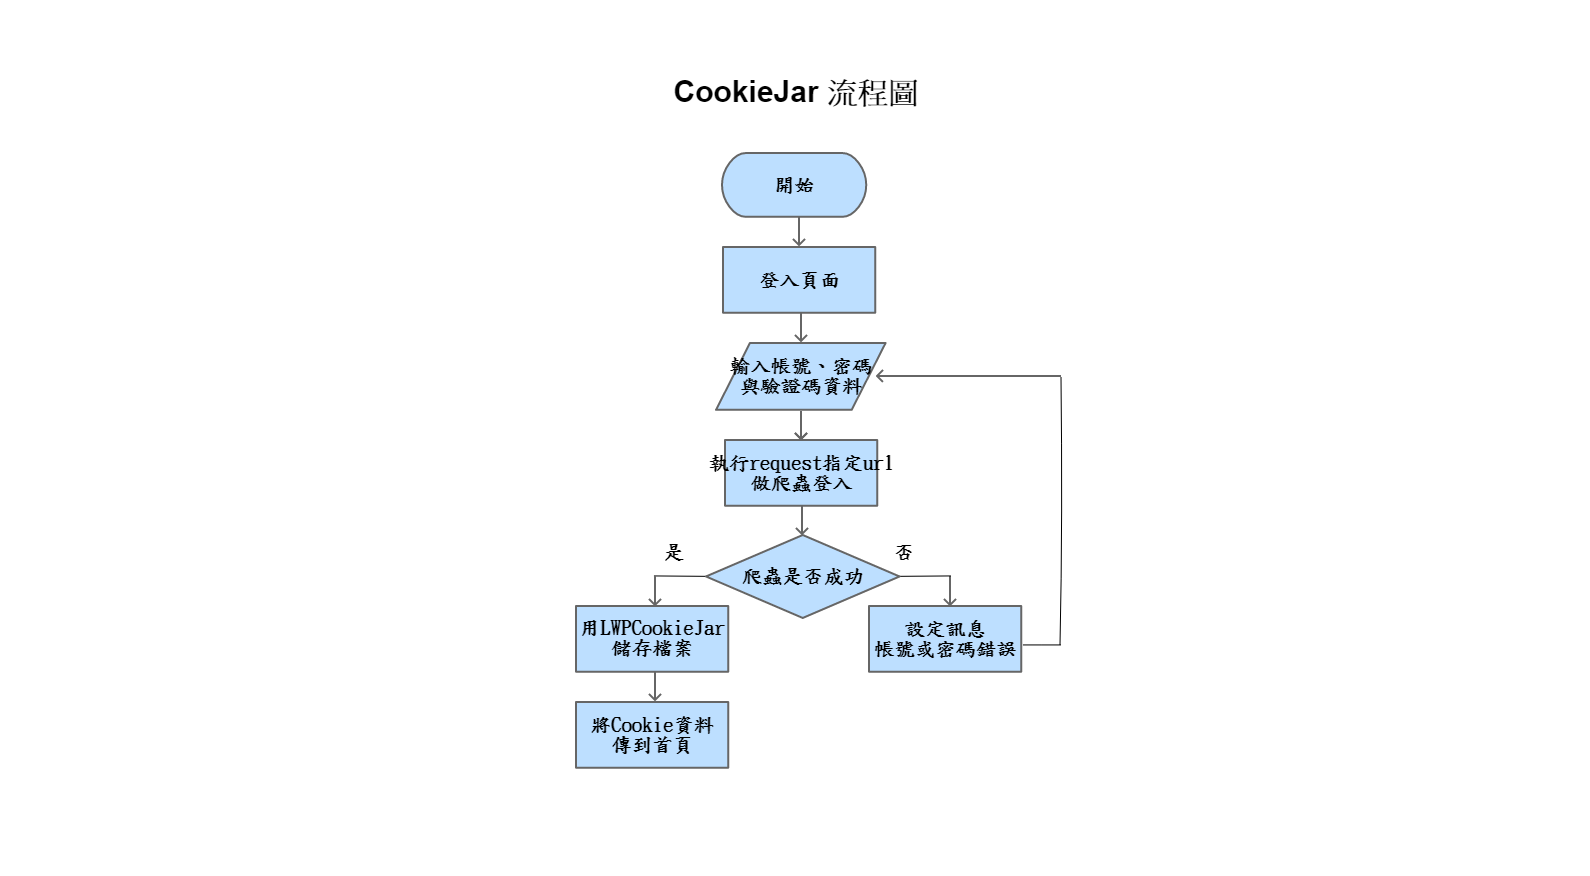 CookieJar 流程圖
開始
登入頁面
輸入帳號、密碼
與驗證碼資料
執行request指定url
做爬蟲登入
爬蟲是否成功
是
否
用LWPCookieJar
儲存檔案
設定訊息
帳號或密碼錯誤
將Cookie資料
傳到首頁